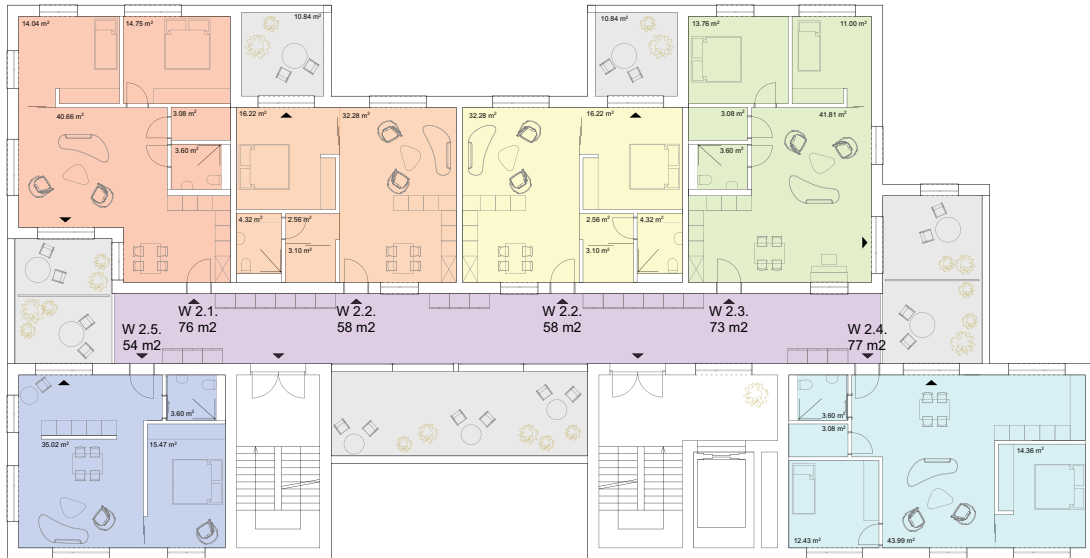 14.04 m²
14.75 m²
10.84 m²
10.84 m²
13.76 m²
11.00 m²
40.66 m²
3.08 m²
16.22 m²
32.28 m²
32.28 m²
16.22 m²
3.08 m²
41.81 m²
3.60 m²
3.60 m²
4.32 m²
2.56 m²
2.56 m²
4.32 m²
3.10 m²
3.10 m²
W 2.1.
76 m2
W 2.2.
58 m2
W 2.2.
58 m2
W 2.3.
73 m2
W 2.5.
54 m2
W 2.4.
77 m2
3.60 m²
35.02 m²
15.47 m²
3.60 m²
3.08 m²
14.36 m²
12.43 m²
43.99 m²